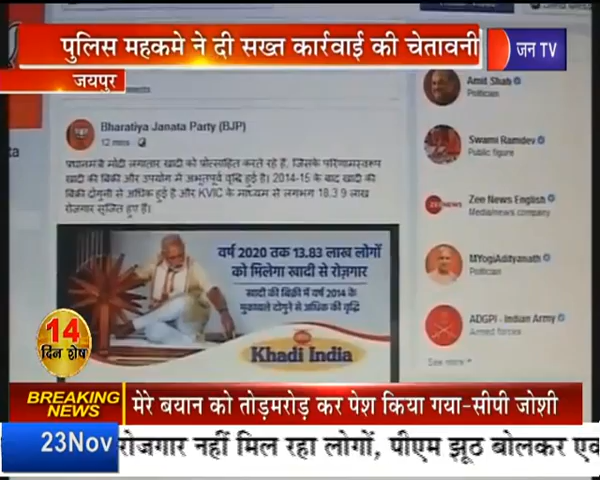 पुलिस महकमे ने दी सख्त कार्रवाई की चेतावनी
जन TV
जयपुर
Amit Shah
Politician
Bharatiya Janata Party (BJP)
12 mins
Swami Ramdev
Public figure
प्रधानमंत्री मोदी लगातार खादी को प्रोत्साहित करते रहे हैं, जिसके परिणामस्वरूप
खादी की बिक्री और उपयोग में अभूतपूर्व वृद्धि हुई है। 2014-15 के बाद खादी की
बिक्री दोगुनी से अधिक हुई है और KVIC के माध्यम से लगभग 18.3 9 लाख
रोजगार सृजित हुए हैं।
Zee News English
Media/news company
MYogiAdityanath
Politician
ADGPI - Indian Army
Armed forces
See more
वर्ष 2020 तक 13.83 लाख लोगों
को मिलेगा खादी से रोज़गार
खादी की बिक्री में वर्ष 2014 के
मुकाबले दोगुने से अधिक की वृद्धि
Khadi India
14
दिन शेष
BREAKING
NEWS
मेरे बयान को तोड़मरोड़ कर पेश किया गया-सीपी जोशी
23Nov
रोजगार नहीं मिल रहा लोगों, पीएम झूठ बोलकर